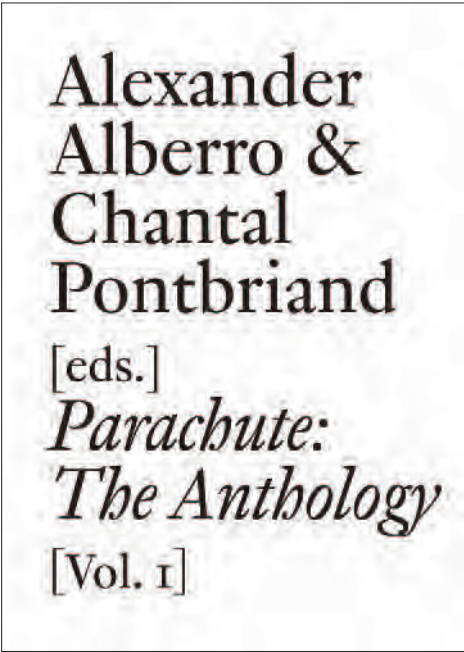 Alexander
Alberro &
Chantal
Pontbriand
[eds.]
Parachute:
The Anthology
[Vol. 1]